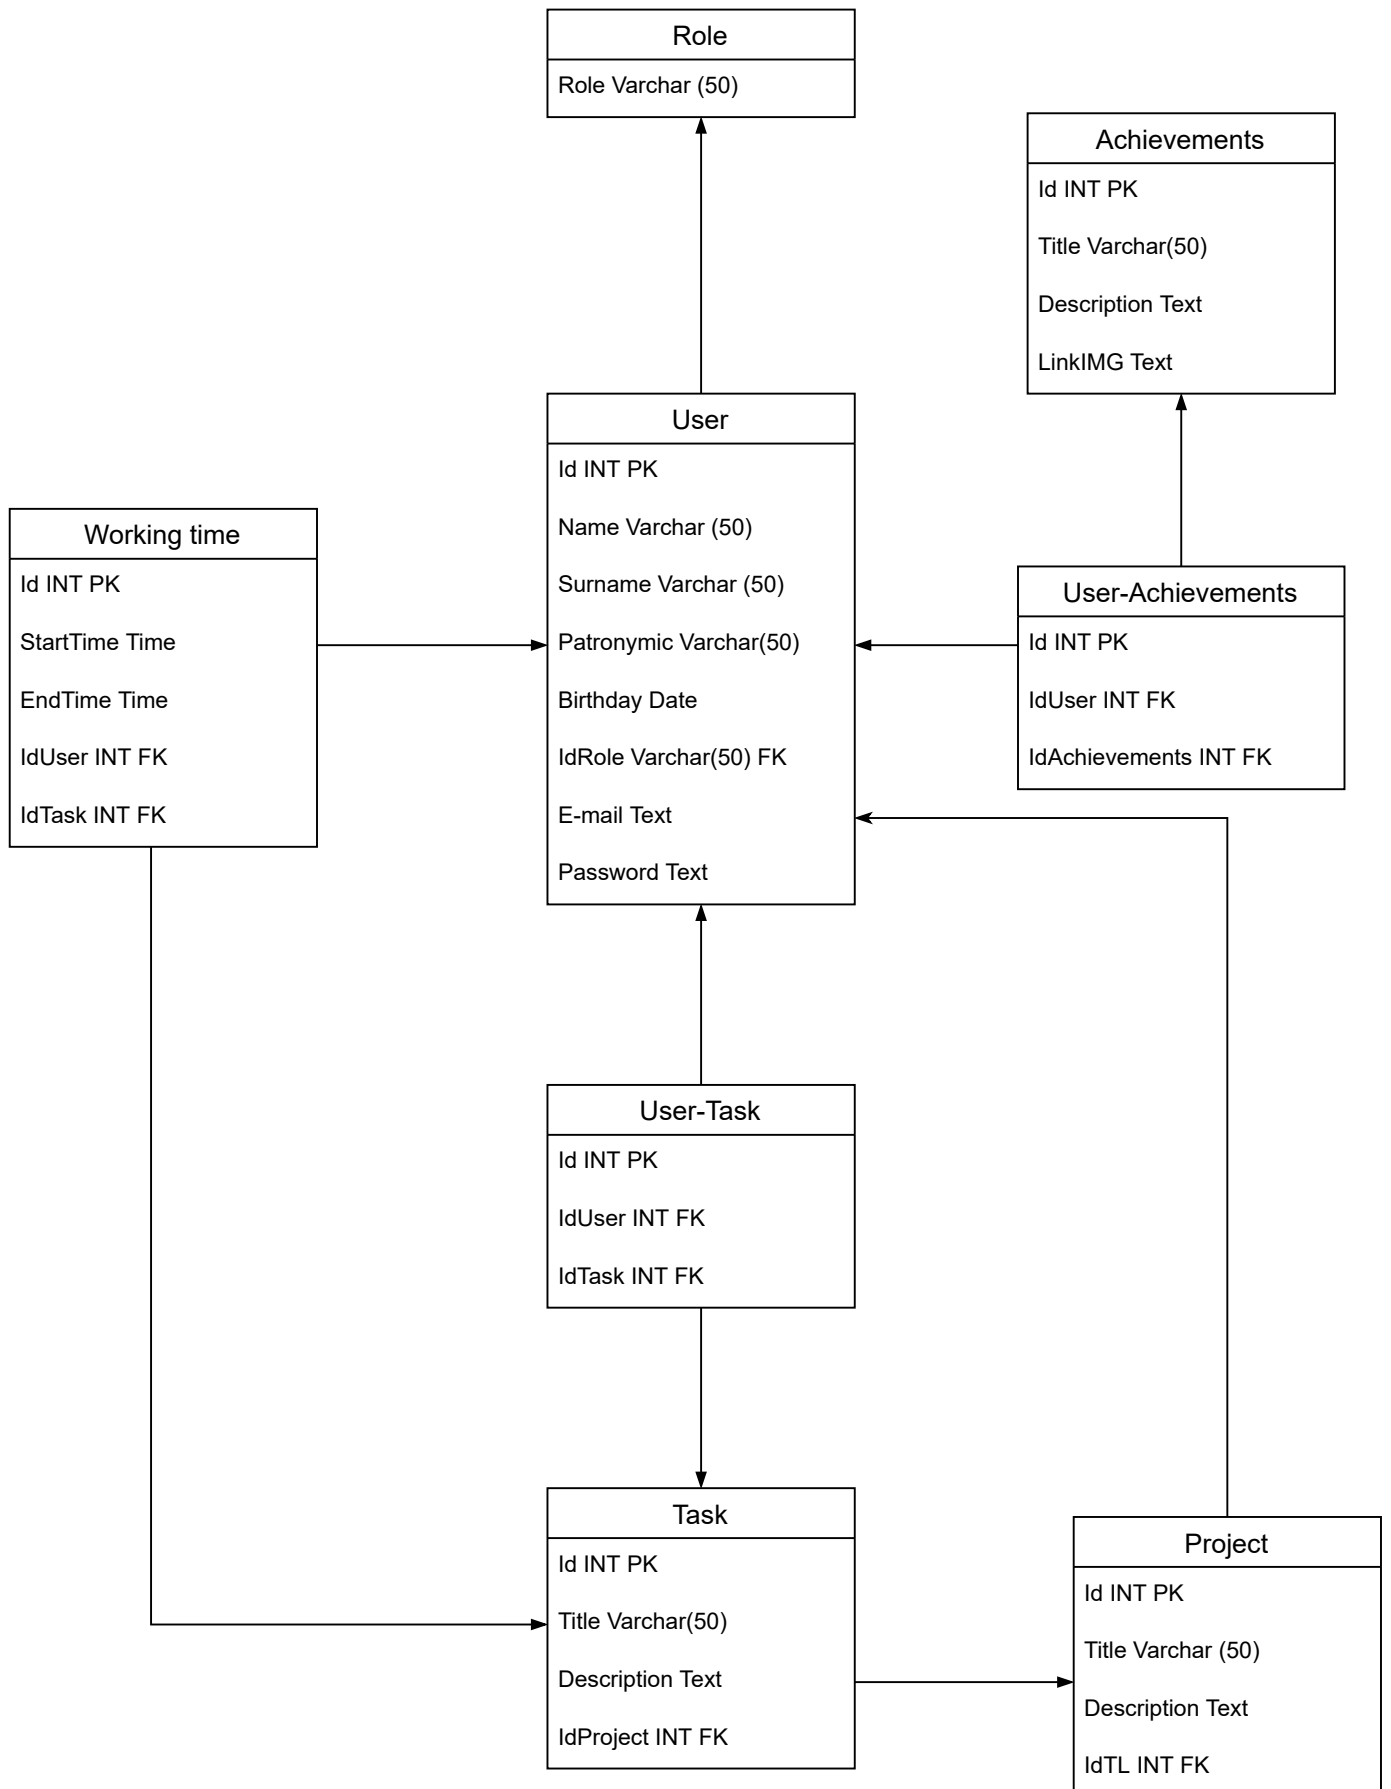 Role
Role Varchar (50)
Achievements
Id INT PK
Title Varchar(50)
Description Text
LinkIMG Text
User
Id INT PK
Name Varchar (50)
Surname Varchar (50)
Patronymic Varchar(50)
Birthday Date
IdRole Varchar(50) FK
E-mail Text
Password Text
Working time
Id INT PK
StartTime Time
EndTime Time
IdUser INT FK
IdTask INT FK
User-Achievements
Id INT PK
IdUser INT FK
IdAchievements INT FK
User-Task
Id INT PK
IdUser INT FK
IdTask INT FK
Task
Id INT PK
Title Varchar(50)
Description Text
IdProject INT FK
Project
Id INT PK
Title Varchar (50)
Description Text
IdTL INT FK